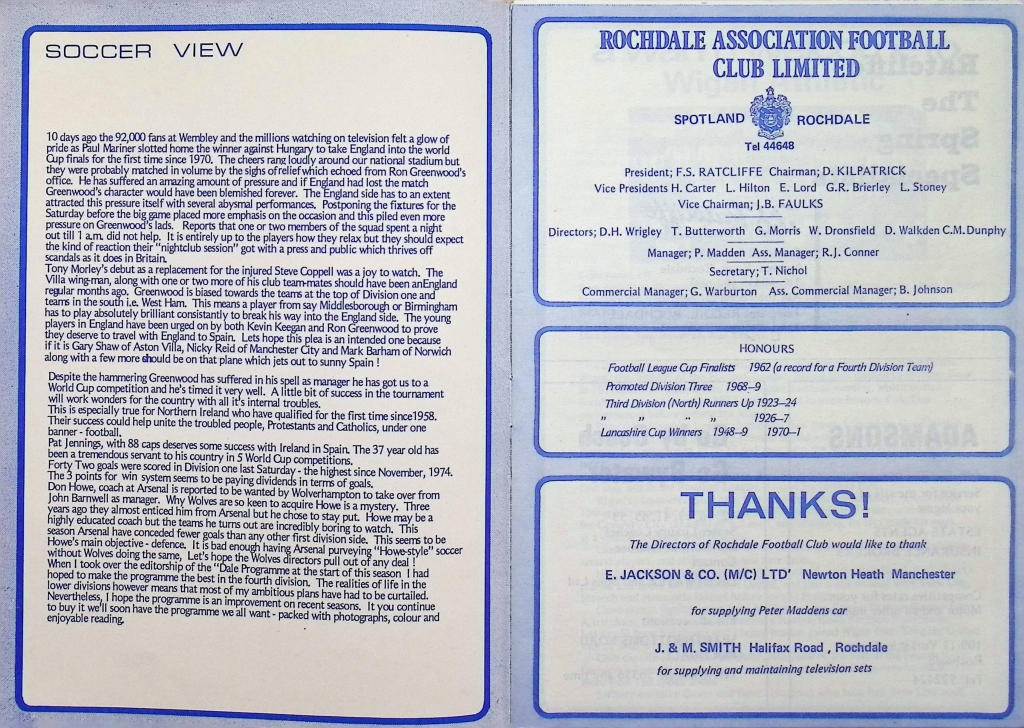 SOCCER VIEW
10 days ago the 92,000 fans at Wembley and the millions watching on television felt a glow of
pride as Paul Mariner slotted home the winner against Hungary to take England into the world
Cup finals for the first time since 1970. The cheers rang loudly around our national stadium but
they were probably matched in volume by the sighs of relief which echoed from Ron Greenwood's
office. He has suffered an amazing amount of pressure and if England had lost the match
Greenwood's character would have been blemished forever. The England side has to an extent
attracted this pressure itself with several abysmal performances. Postponing the fixtures for the
Saturday before the big game placed more emphasis on the occasion and this piled even more
pressure on Greenwood's lads. Reports that one or two members of the squad spent a night
out till 1 a.m. did not help. It is entirely up to the players how they relax but they should expect
the kind of reaction their "nightclub session" got with a press and public which thrives off
scandals as it does in Britain.
Tony Morley's debut as a replacement for the injured Steve Coppell was a joy to watch. The
Villa wing-man, along with one or two more of his club team-mates should have been anEngland
regular months ago. Greenwood is biased towards the teams at the top of Division one and
teams in the south i.e. West Ham. This means a player from say Middlesborough or Birmingham
has to play absolutely brilliant consistently to break his way into the England side. The young
players in England have been urged on by both Kevin Keegan and Ron Greenwood to prove
they deserve to travel with England to Spain. Lets hope this plea is an intended one because
if it is Gary Shaw of Aston Villa, Nicky Reid of Manchester City and Mark Barham of Norwich
along with a few more should be on that plane which jets out to sunny Spain !
Despite the hammering Greenwood has suffered in his spell as manager he has got us to a
World Cup competition and he's timed it very well. A little bit of success in the tournament
will work wonders for the country with all it's internal troubles.
This is especially true for Northern Ireland who have qualified for the first time since1958.
Their success could help unite the troubled people, Protestants and Catholics, under one
banner - football.
Pat Jennings, with 88 caps deserves some success with Ireland in Spain. The 37 year old has
been a tremendous servant to his country in 5 World Cup competitions.
Forty Two goals were scored in Division one last Saturday - the highest since November, 1974.
The 3 points for win system seems to be paying dividends in terms of goals.
Don Howe, coach at Arsenal is reported to be wanted by Wolverhampton to take over from
John Barnwell as manager. Why Wolves are so keen to acquire Howe is a mystery. Three
years ago they almost enticed him from Arsenal but he chose to stay put. Howe may be a
highly educated coach but the teams he turns out are incredibly boring to watch. This
season Arsenal have conceded fewer goals than any other first division side. This seems to be
Howe's main objective - defence. It is bad enough having Arsenal purveying "Howe-style" soccer
without Wolves doing the same, Let's hope the Wolves directors pull out of any deal !
When I took over the editorship of the "Dale Programme at the start of this season I had
hoped to make the programme the best in the fourth division. The realities of life in the
lower divisions however means that most of my ambitious plans have had to be curtailed.
Nevertheless, I hope the programme is an improvement on recent seasons. It you continue
to buy it we'll soon have the programme we all want - packed with photographs, colour and
enjoyable reading.
ROCHDALE ASSOCIATION FOOTBALL
CLUB LIMITED
SPOTLAND ROCHDALE
Tel 44648
President; F.S. RATCLIFFE Chairman; D. KILPATRICK
Vice Presidents H. Carter L. Hilton E. Lord G.R. Brierley L. Stoney
Vice Chairman; J.B. FAULKS
Directors; D.H. Wrigley T. Butterworth G. Morris W. Dronsfield D. Walkden C.M.Dunphy
Manager; P. Madden Ass. Manager; R.J. Conner
Secretary; T. Nichol
Commercial Manager; G. Warburton Ass. Commercial Manager; B. Johnson
HONOURS
Football League Cup Finalists 1962 (a record for a Fourth Division Team)
Promoted Division Three 1968-9
Third Division (North) Runners Up 1923-24
" " " " 1926-7
Lancashire Cup Winners 1948-9 1970-1
THANKS!
The Directors of Rochdale Football Club would like to thank
E. JACKSON & CO. (M/C) LTD' Newton Heath Manchester
for supplying Peter Maddens car
J. & M. SMITH Halifax Road , Rochdale
for supplying and maintaining television sets